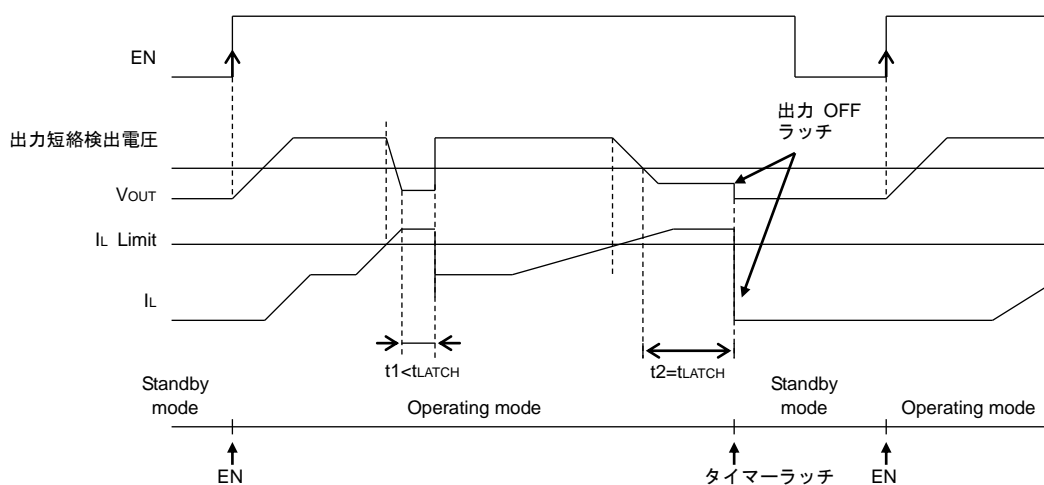 EN
出力短絡検出電圧
出力 OFF
ラッチ
VOUT
IL Limit
IL
t1<tLATCH
t2=tLATCH
Standby
mode
Operating mode
Standby
mode
Operating mode
EN
タイマーラッチ
EN